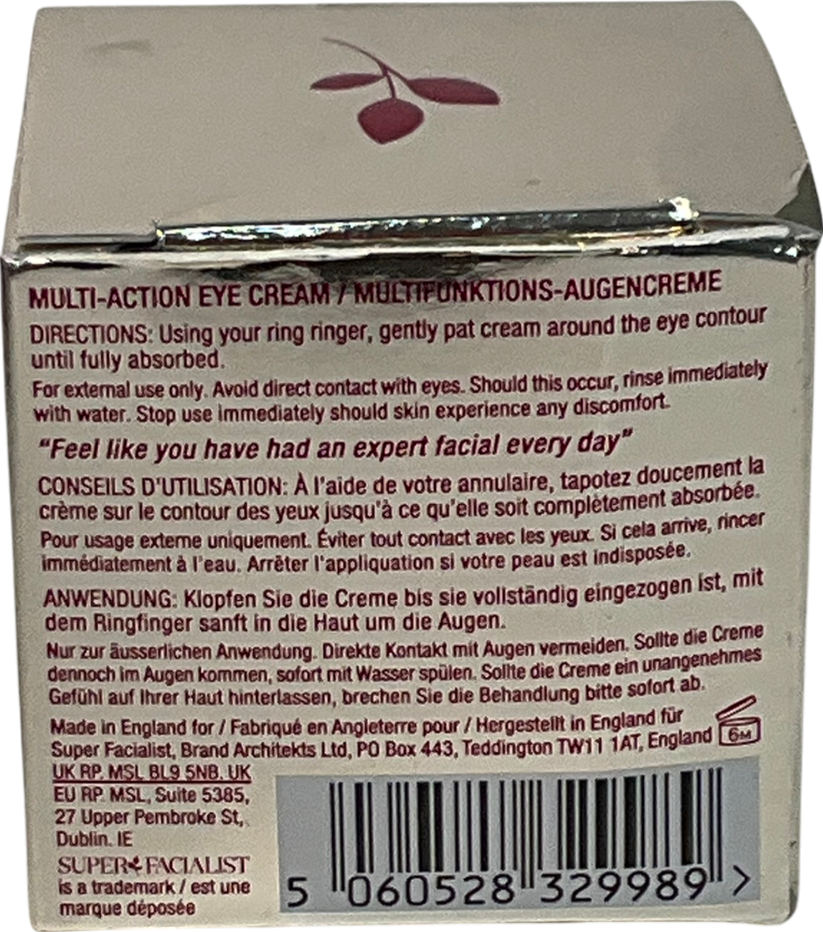 MULTI-ACTION EYE CREAM / MULTIFUNKTIONS-AUGENCREME
DIRECTIONS: Using your ring ringer, gently pat cream around the eye contour
until fully absorbed.
For external use only. Avoid direct contact with eyes. Should this occur, rinse immediately
with water. Stop use immediately should skin experience any discomfort.
"Feel like you have had an expert facial every day"
CONSEILS D'UTILISATION: À l'aide de votre annulaire, tapotez doucement la
crème sur le contour des yeux jusqu'à ce qu'elle soit complètement absorbée.
Pour usage externe uniquement. Éviter tout contact avec les yeux. Si cela arrive, rincer
immédiatement à l'eau. Arrêter l'appliquation si votre peau est indisposée.
ANWENDUNG: Klopfen Sie die Creme bis sie vollständig eingezogen ist, mit
dem Ringfinger sanft in die Haut um die Augen.
Nur zur äusserlichen Anwendung. Direkte Kontakt mit Augen vermeiden. Sollte die Creme
dennoch im Augen kommen, sofort mit Wasser spülen. Sollte die Creme ein unangenehmes
Gefühl auf Ihrer Haut hinterlassen, brechen Sie die Behandlung bitte sofort ab.
Made in England for / Fabriqué en Angleterre pour / Hergestellt in England für
Super Facialist, Brand Architekts Ltd, PO Box 443, Teddington TW11 1AT, England 6M
UK RP. MSL BL9 5NB. UK
EU RP. MSL, Suite 5385,
27 Upper Pembroke St,
Dublin. IE
SUPER FACIALIST
is a trademark / est une
marque déposée
5 060528 329989 >